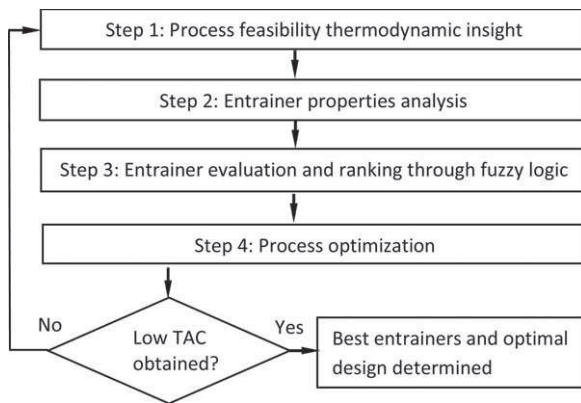 Step 1: Process feasibility thermodynamic insight
Step 2: Entrainer properties analysis
Step 3: Entrainer evaluation and ranking through fuzzy logic
Step 4: Process optimization
No
Low TAC
obtained?
Yes
Best entrainers and optimal
design determined